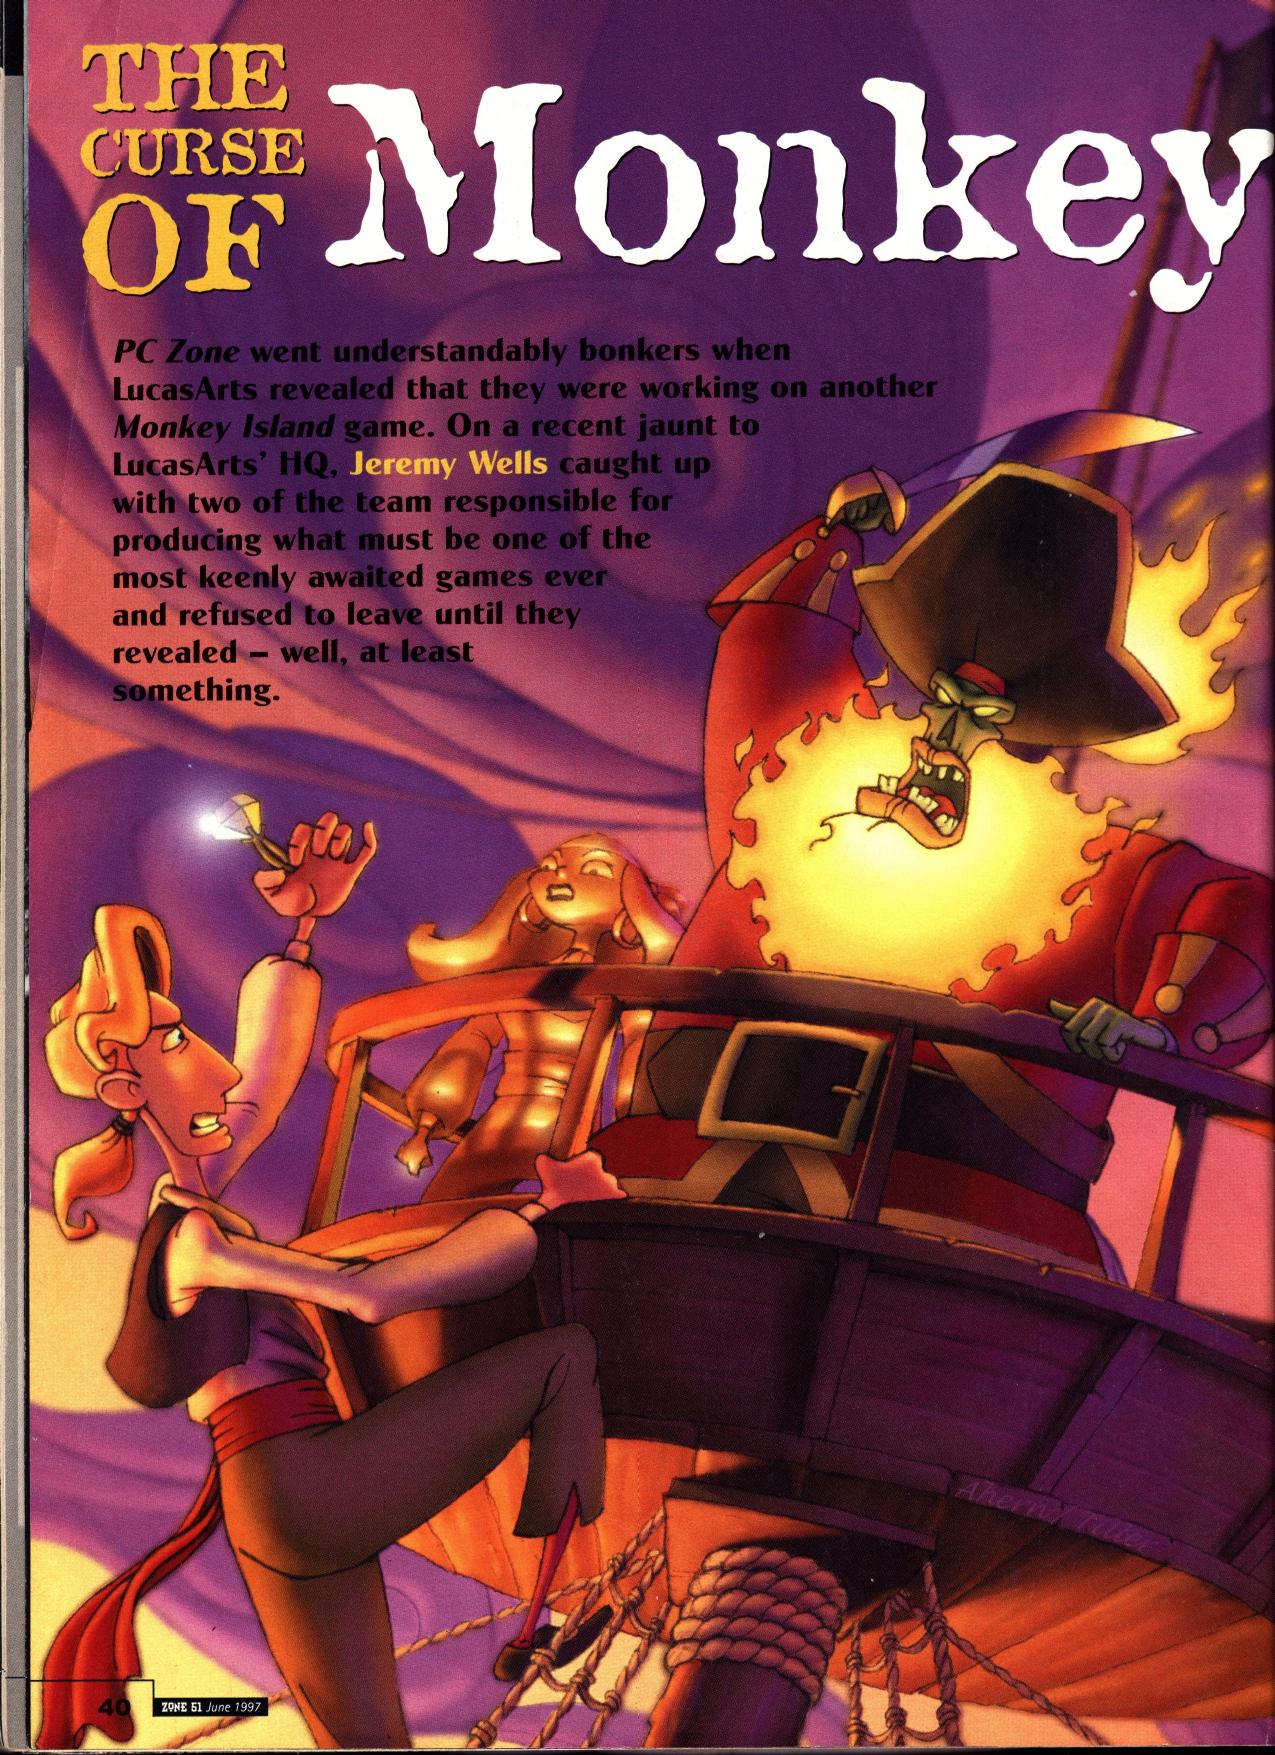 THE
CURSE
OF
Monkey
PC Zone went understandably bonkers when
LucasArts revealed that they were working on another
Monkey Island game. On a recent jaunt to
LucasArts' HQ, Jeremy Wells caught up
with two of the team responsible for
producing what must be one of the
most keenly awaited games ever
and refused to leave until they
revealed – well, at least
something.
Ahern
40
ZONE 51 June 1997